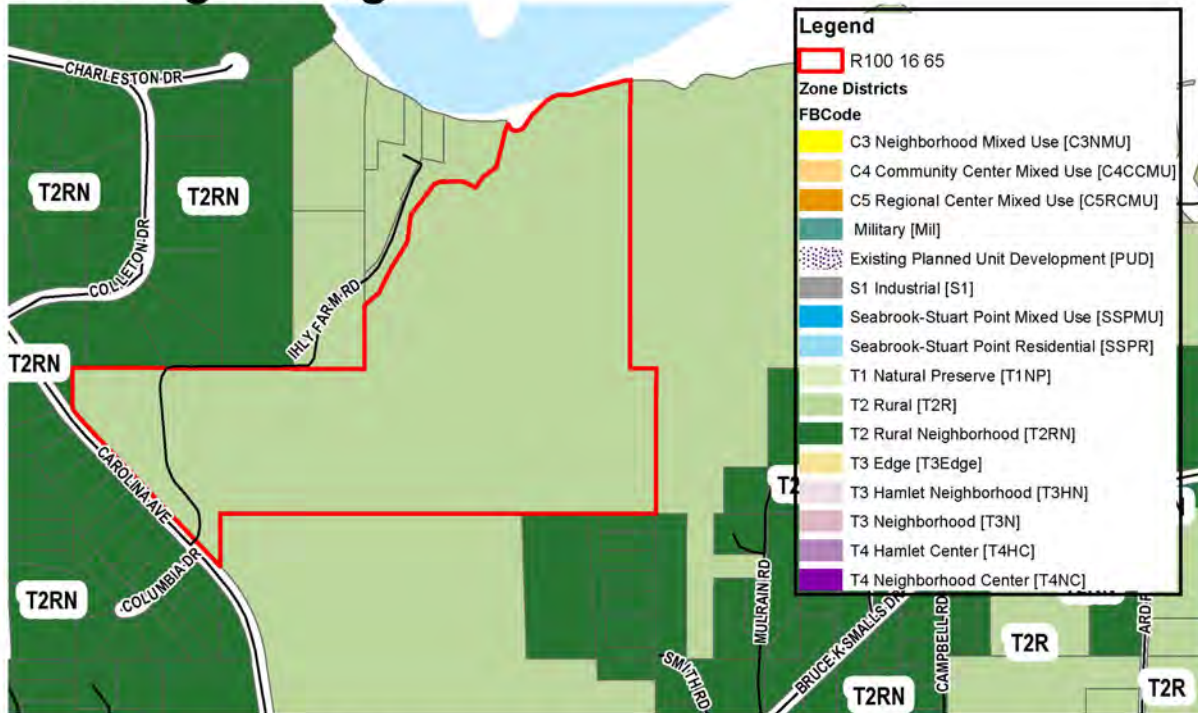 CHARLESTON DR
T2RN
T2RN
COLLETON DR
IHLY FARM RD
T2RN
CAROLINA AVE
COLUMBIA DR
T2RN
MULRAIN RD
SMITH RD
BRUCE K SMALLS DR
CAMPBELL RD
T2R
T2RN
T2R
Legend
R100 16 65
Zone Districts
FBCode
C3 Neighborhood Mixed Use [C3NMU]
C4 Community Center Mixed Use [C4CCMU]
C5 Regional Center Mixed Use [C5RCMU]
Military [Mil]
Existing Planned Unit Development [PUD]
S1 Industrial [S1]
Seabrook-Stuart Point Mixed Use [SSPMU]
Seabrook-Stuart Point Residential [SSPR]
T1 Natural Preserve [T1NP]
T2 Rural [T2R]
T2 Rural Neighborhood [T2RN]
T3 Edge [T3Edge]
T3 Hamlet Neighborhood [T3HN]
T3 Neighborhood [T3N]
T4 Hamlet Center [T4HC]
T4 Neighborhood Center [T4NC]